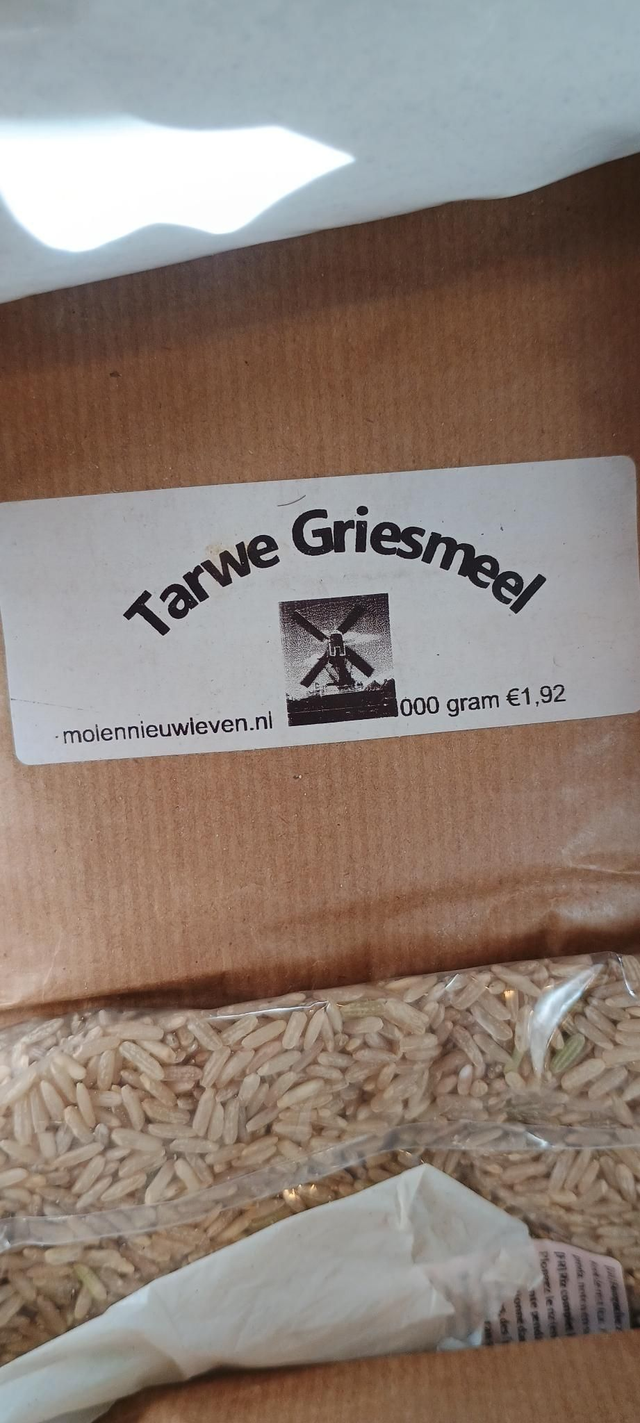 Tarwe Griesmeel
molennieuwleven.nl
000 gram €1,92